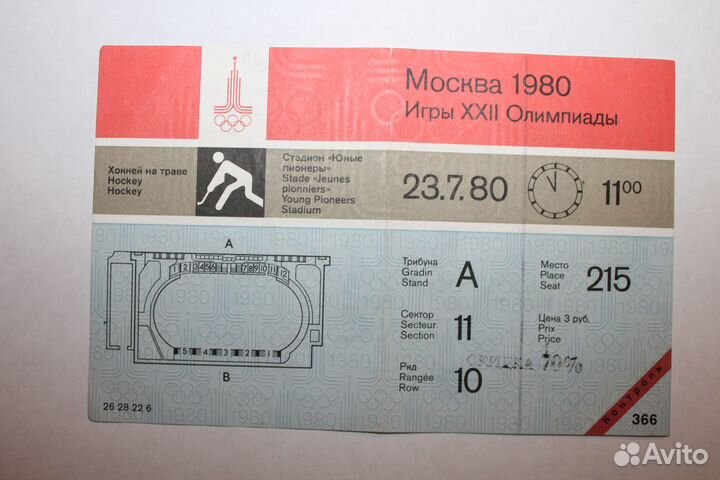 Москва 1980
Игры XXII Олимпиады
Хоккей на траве
Hockey
Hockey
Стадион «Юные
пионеры»
Stade «Jeunes
pionniers»
Young Pioneers
Stadium
23.7.80
11 00
A
1 2 3 4 5 6 7 8 9 10 11 12
5 4 3 2 1
B
26 28 22 6
Трибуна
Gradin
Stand
A
Место
Place
Seat
215
Сектор
Secteur
Section
11
Цена 3 руб.
Prix
Price
СКИДКА 70%
Ряд
Rangée
Row
10
Контроль
366
Avito